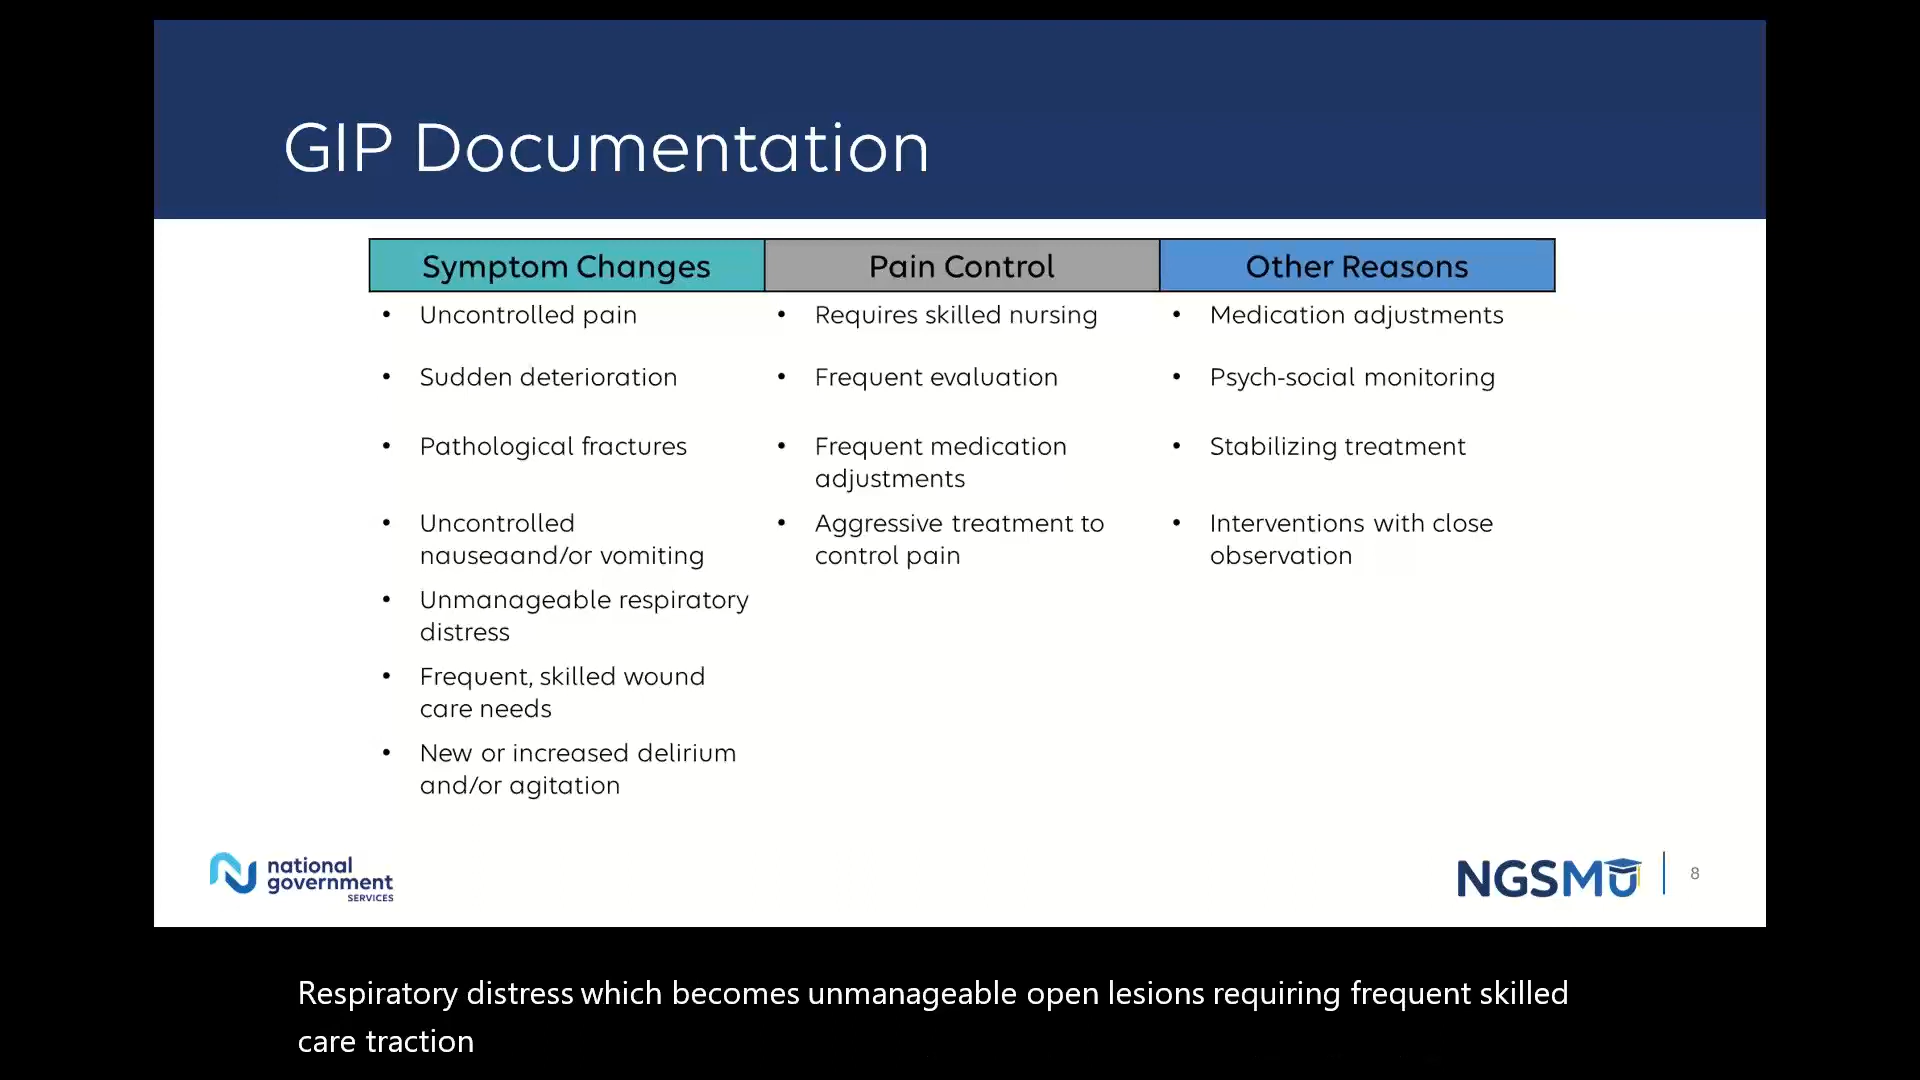 GIP Documentation
Symptom Changes
Pain Control
Other Reasons
• Uncontrolled pain
• Requires skilled nursing
• Medication adjustments
• Sudden deterioration
• Frequent evaluation
• Psych-social monitoring
• Pathological fractures
• Frequent medication
adjustments
• Stabilizing treatment
• Uncontrolled
nauseaand/or vomiting
• Aggressive treatment to
control pain
• Interventions with close
observation
• Unmanageable respiratory
distress
• Frequent, skilled wound
care needs
• New or increased delirium
and/or agitation
national
government
SERVICES
NGSMU
8
Respiratory distress which becomes unmanageable open lesions requiring frequent skilled
care traction